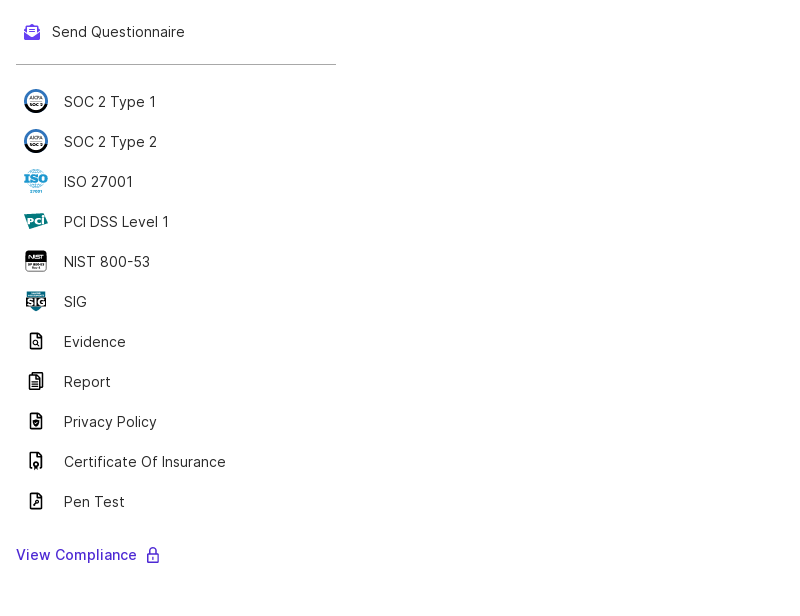 Send Questionnaire
SOC 2 Type 1
SOC 2 Type 2
ISO 27001
PCI DSS Level 1
NIST 800-53
SIG
Evidence
Report
Privacy Policy
Certificate Of Insurance
Pen Test
View Compliance